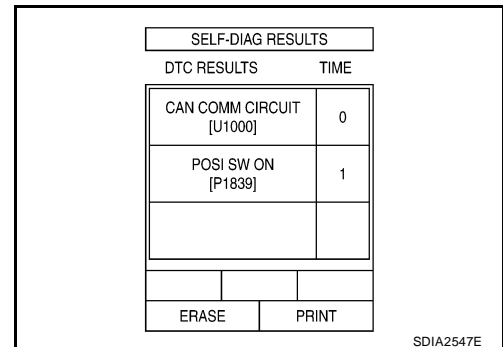 SELF-DIAG RESULTS
DTC RESULTS TIME
CAN COMM CIRCUIT
[U1000]
0
POSI SW ON
[P1839]
1
ERASE PRINT
SDIA2547E